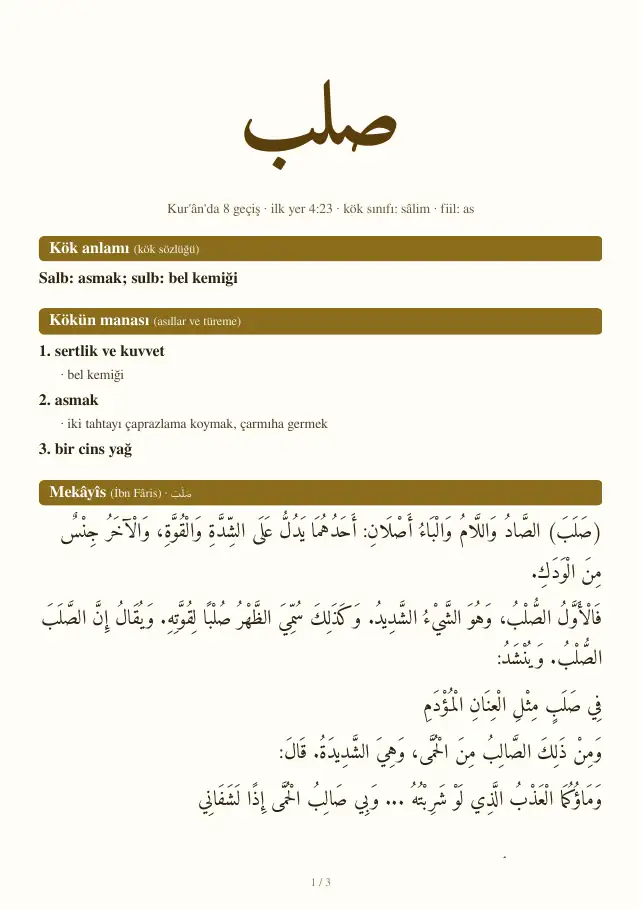 صلب
Kur'ân'da 8 geçiş · ilk yer 4:23 · kök sınıfı: sâlim · fiil: as
Kök anlamı (kök sözlüğü)
Salb: asmak; sulb: bel kemiği
Kökün manası (asıllar ve türeme)
1. sertlik ve kuvvet
· bel kemiği
2. asmak
· iki tahtayı çaprazlama koymak, çarmıha germek
3. bir cins yağ
Mekâyîs (İbn Fâris) · صَلَبَ
(صَلَبَ) الصَّادُ وَاللَّامُ وَالْبَاءُ أَصْلَانِ: أَحَدُهُمَا يَدُلُّ عَلَى الشِّدَّةِ وَالْقُوَّةِ، وَالْآخَرُ جِنْسٌ
مِنَ الْوَدَكِ.
فَالْأَوَّلُ الصُّلْبُ، وَهُوَ الشَّيْءُ الشَّدِيدُ. وَكَذَلِكَ سُمِّيَ الظَّهْرُ صُلْبًا لِقُوَّتِهِ. وَيُقَالُ إِنَّ الصَّلَبَ
الصُّلْبُ. وَيُنْشَدُ:
فِي صَلَبٍ مِثْلِ الْعِنَانِ الْمُؤْدَمِ
وَمِنْ ذَلِكَ الصَّالِبُ مِنَ الْحُمَّى، وَهِيَ الشَّدِيدَةُ. قَالَ:
وَمَاؤُكُمَا الْعَذْبُ الَّذِي لَوْ شَرِبْتُهُ ... وَبِي صَالِبُ الْحُمَّى إِذًا لَشَفَانِي
1 / 3